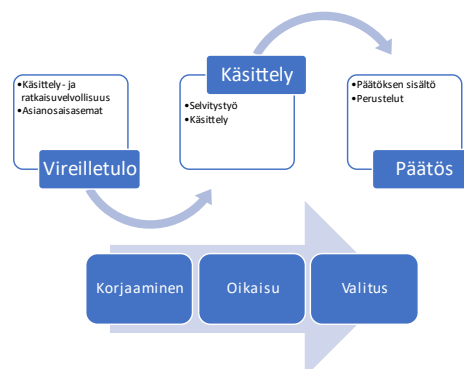 •Käsittely- ja
ratkaisuvelvollisuus
•Asianosaisasemat
Vireilletulo
Käsittely
•Selvitystyö
•Käsittely
•Päätöksen sisältö
•Perustelut
Päätös
Korjaaminen
Oikaisu
Valitus